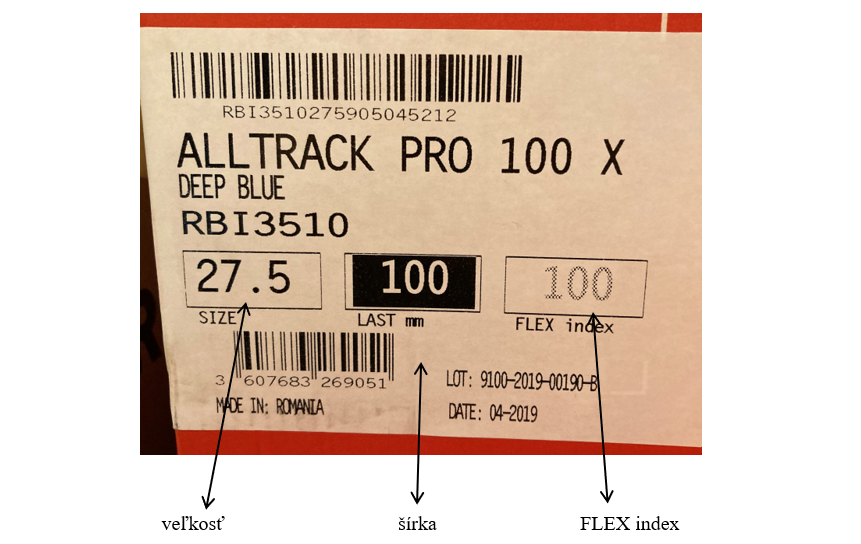 RBI3510275905045212
ALLTRACK PRO 100 X
DEEP BLUE
RBI3510
27.5
100
100
SIZE
LAST mm
FLEX index
3 607683 269051
LOT: 9100-2019-00190-B
MADE IN: ROMANIA
DATE: 04-2019
veľkosť
šírka
FLEX index